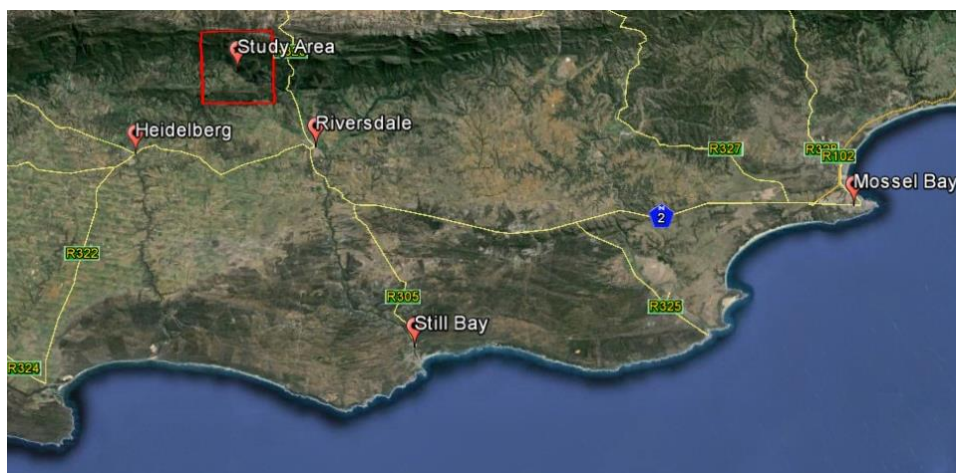 Study Area
Heidelberg
Riversdale
R327
R102
Mossel Bay
2
R322
R305
R325
Still Bay
R324